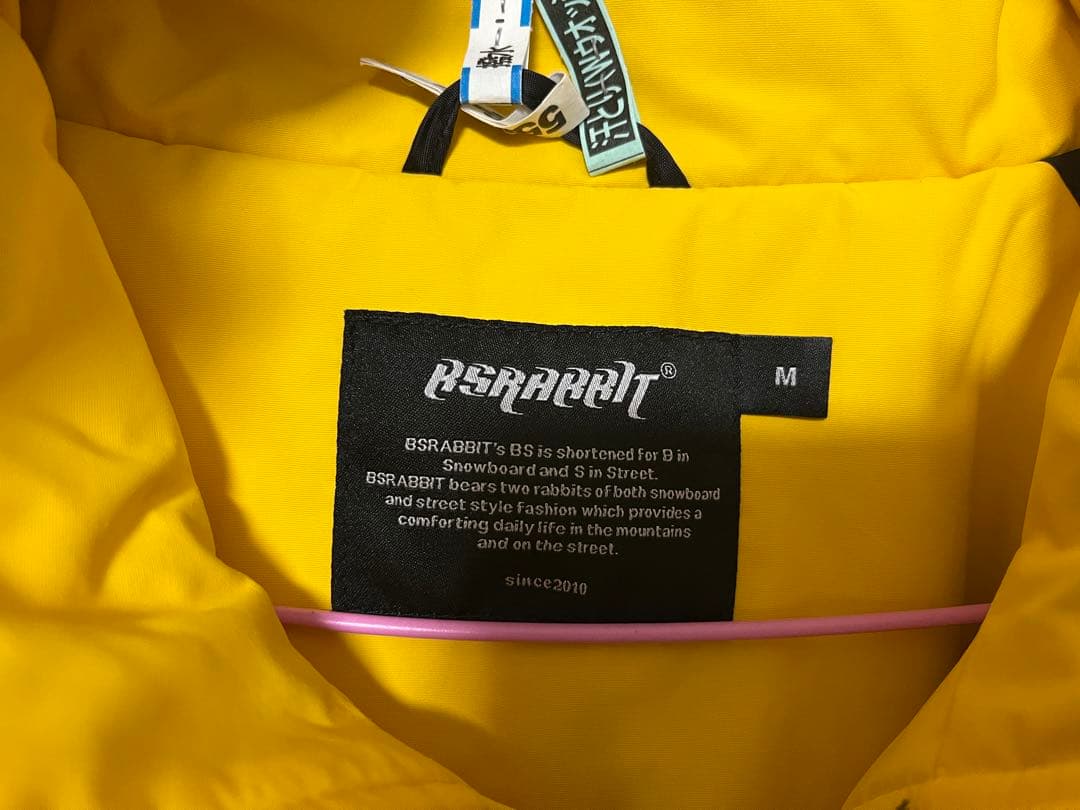 BSRABBIT®
M
BSRABBIT's BS is shortened for B in
Snowboard and S in Street.
BSRABBIT bears two rabbits of both snowboard
and street style fashion which provides a
comforting daily life in the mountains
and on the street.
since2010